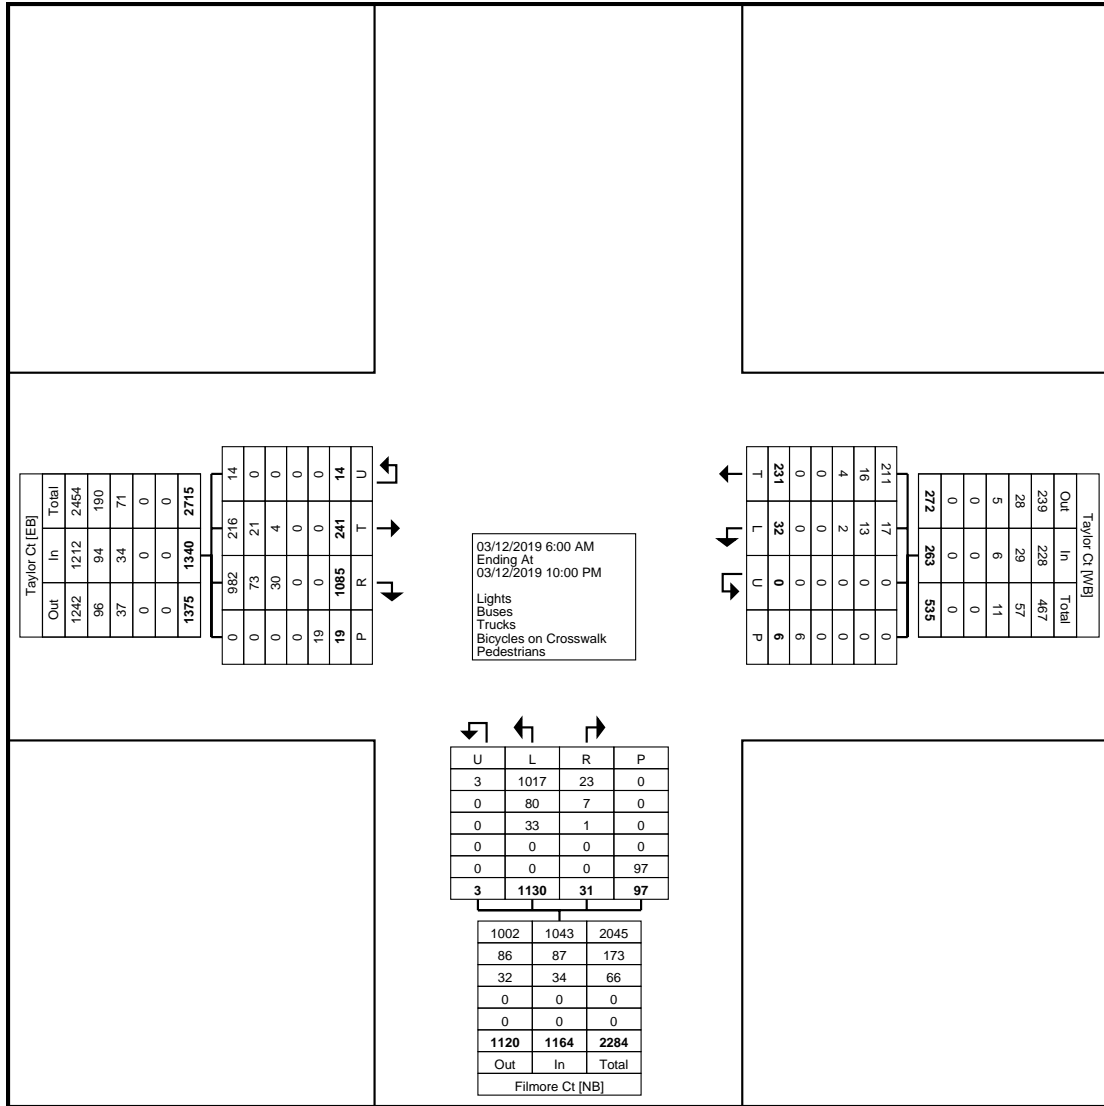 Taylor Ct [EB]
Out In Total
1242 1212 2454
96 94 190
37 34 71
0 0 0
0 0 0
1375 1340 2715
0 982 216 14
0 73 21 0
0 30 4 0
0 0 0 0
19 0 0 0
19 1085 241 14
P R T U
03/12/2019 6:00 AM
Ending At
03/12/2019 10:00 PM
Lights
Buses
Trucks
Bicycles on Crosswalk
Pedestrians
Taylor Ct [WB]
Out In Total
239 228 467
28 29 57
5 6 11
0 0 0
0 0 0
272 263 535
211 17 0 0
16 13 0 0
4 2 0 0
0 0 0 0
0 0 0 6
231 32 0 6
T L U P
U L R P
3 1017 23 0
0 80 7 0
0 33 1 0
0 0 0 0
0 0 0 97
3 1130 31 97
1002 1043 2045
86 87 173
32 34 66
0 0 0
0 0 0
1120 1164 2284
Out In Total
Filmore Ct [NB]